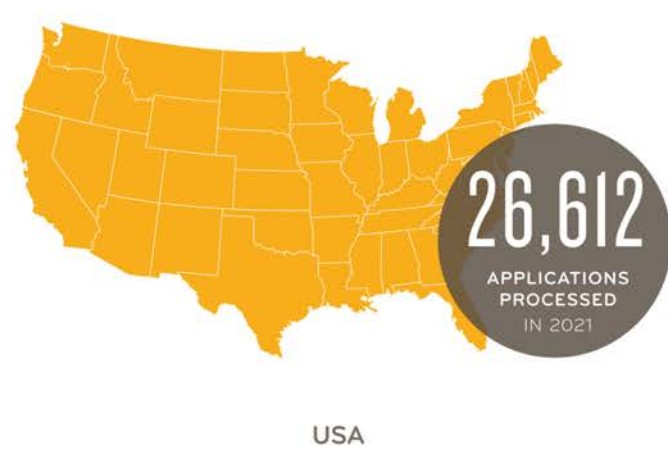 26,612
APPLICATIONS
PROCESSED
IN 2021
USA